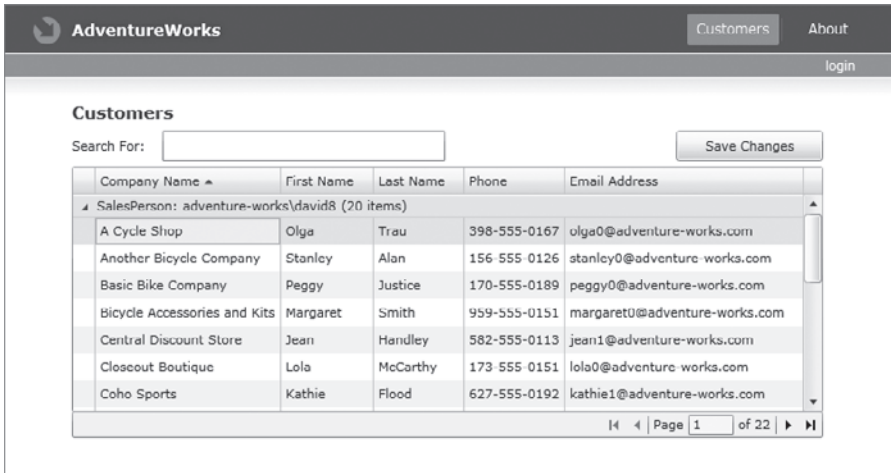 AdventureWorks Customers About
login
Customers
Search For: Save Changes
Company Name First Name Last Name Phone Email Address
SalesPerson: adventure-works\david8 (20 items)
A Cycle Shop Olga Trau 398-555-0167 olga0@adventure-works.com
Another Bicycle Company Stanley Alan 156-555-0126 stanley0@adventure-works.com
Basic Bike Company Peggy Justice 170-555-0189 peggy0@adventure-works.com
Bicycle Accessories and Kits Margaret Smith 959-555-0151 margaret0@adventure-works.com
Central Discount Store Jean Handley 582-555-0113 jean1@adventure-works.com
Closeout Boutique Lola McCarthy 173-555-0151 lola0@adventure-works.com
Coho Sports Kathie Flood 627-555-0192 kathie1@adventure-works.com
Page 1 of 22